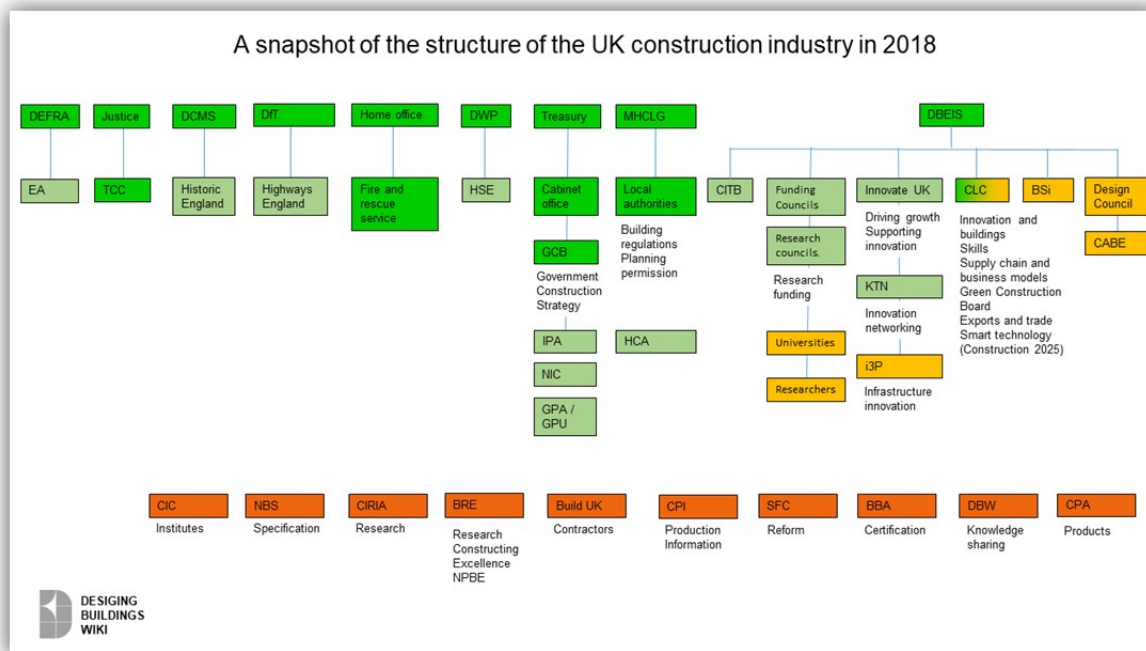 A snapshot of the structure of the UK construction industry in 2018
DEFRA
Justice
DCMS
DfT
Home office
DWP
Treasury
MHCLG
DBEIS
EA
TCC
Historic
England
Highways
England
Fire and
rescue
service
HSE
Cabinet
office
Local
authorities
CITB
Funding
Councils
Innovate UK
CLC
BSi
Design
Council
Building
regulations
Planning
permission
GCB
Government
Construction
Strategy
Research
councils.
Research
funding
Driving growth
Supporting
innovation
Innovation and
buildings
Skills
Supply chain and
business models
Green Construction
Board
Exports and trade
Smart technology
(Construction 2025)
CABE
KTN
Innovation
networking
IPA
HCA
Universities
NIC
i3P
Researchers
Infrastructure
innovation
GPA /
GPU
CIC
Institutes
NBS
Specification
CIRIA
Research
BRE
Research
Constructing
Excellence
NPBE
Build UK
Contractors
CPI
Production
Information
SFC
Reform
BBA
Certification
DBW
Knowledge
sharing
CPA
Products
DESIGING
BUILDINGS
WIKI